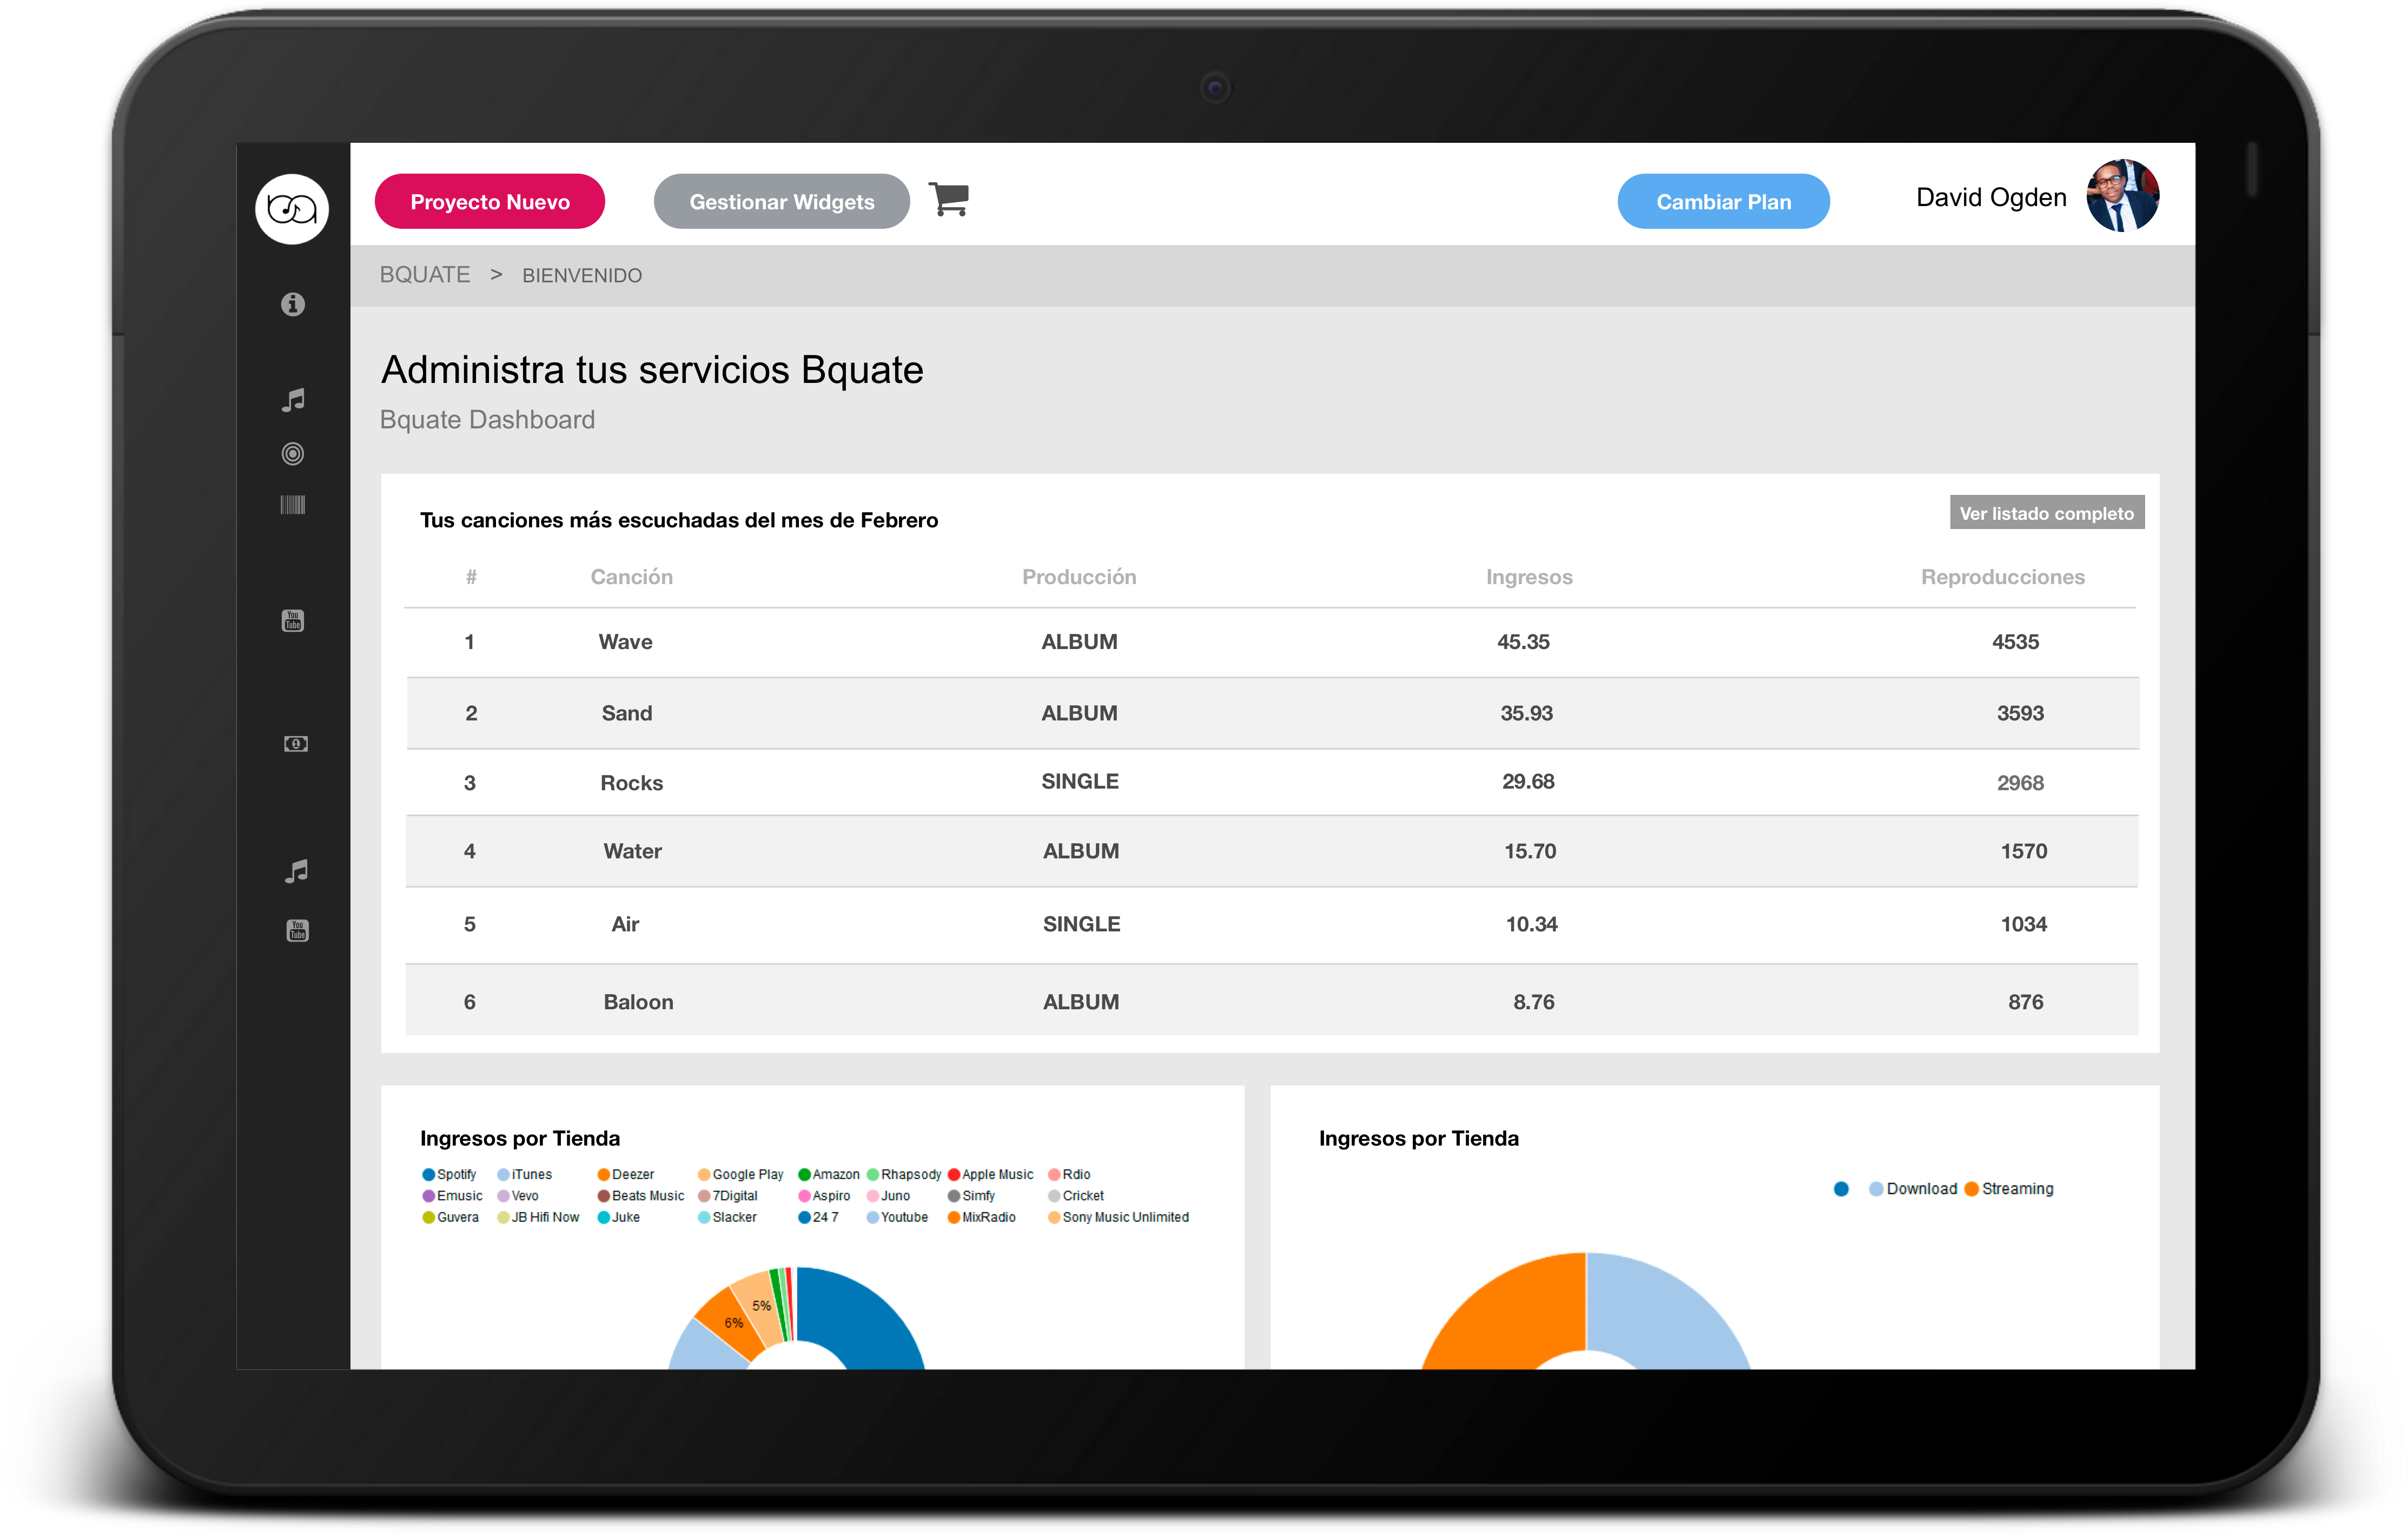 Proyecto Nuevo Gestionar Widgets Cambiar Plan David Ogden
BQUATE > BIENVENIDO
Administra tus servicios Bquate
Bquate Dashboard
Tus canciones más escuchadas del mes de Febrero Ver listado completo
# Canción Producción Ingresos Reproducciones
1 Wave ALBUM 45.35 4535
2 Sand ALBUM 35.93 3593
3 Rocks SINGLE 29.68 2968
4 Water ALBUM 15.70 1570
5 Air SINGLE 10.34 1034
6 Baloon ALBUM 8.76 876
Ingresos por Tienda
Spotify iTunes Deezer Google Play Amazon Rhapsody Apple Music Rdio
Emusic Vevo Beats Music 7Digital Aspiro Juno Simfy Cricket
Guvera JB Hifi Now Juke Slacker 24 7 Youtube MixRadio Sony Music Unlimited
5%
6%
Ingresos por Tienda
Download Streaming
You
Tube
You
Tube